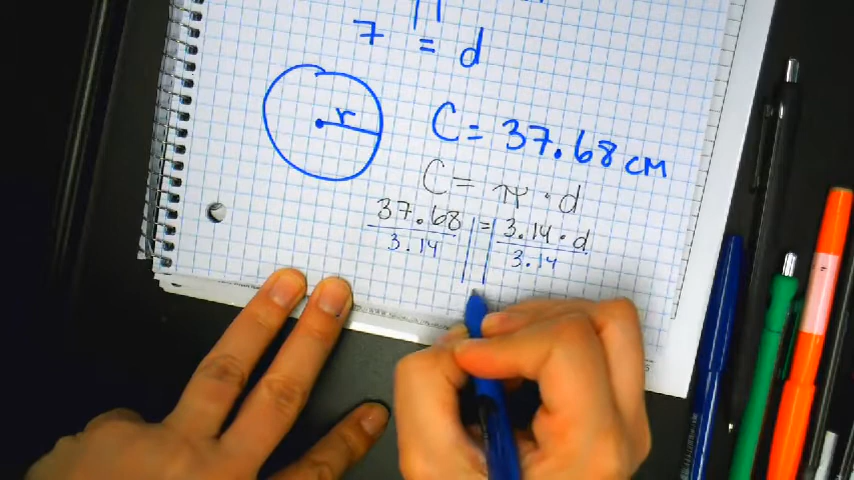 7 = d
r
C = 37.68 cm
C = π · d
37.68 = 3.14 · d
3.14 3.14